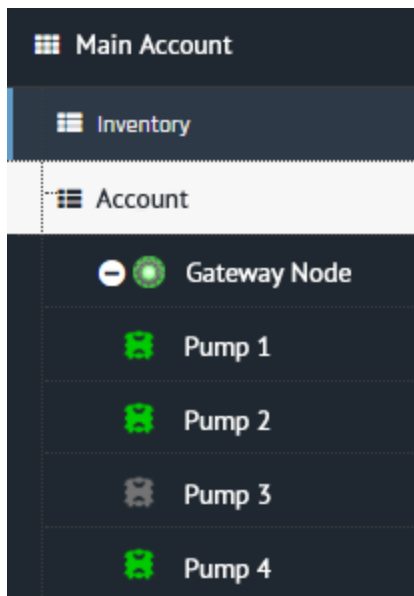 Main Account
Inventory
Account
Gateway Node
Pump 1
Pump 2
Pump 3
Pump 4